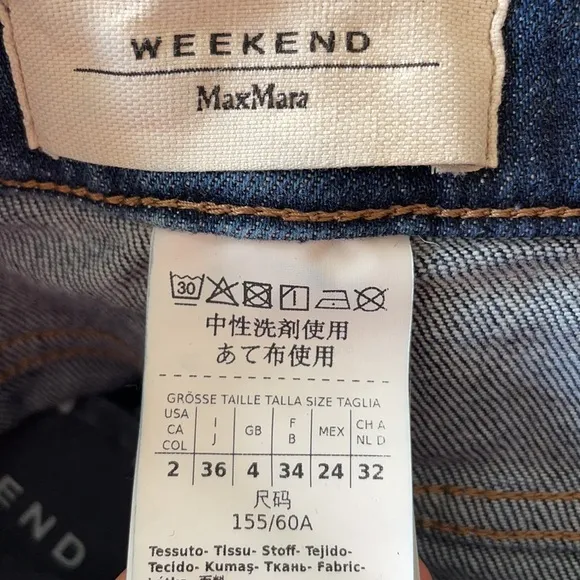 WEEKEND
MaxMara
30
中性洗剤使用
あて布使用
GRÖSSE TAILLE TALLA SIZE TAGLIA
USA CA COL | I J | GB | F B | MEX | CH A NL D
2 36 4 34 24 32
尺码
155/60A
Tessuto- Tissu- Stoff- Tejido-
Tecido- Kumaş- Ткань- Fabric-
END